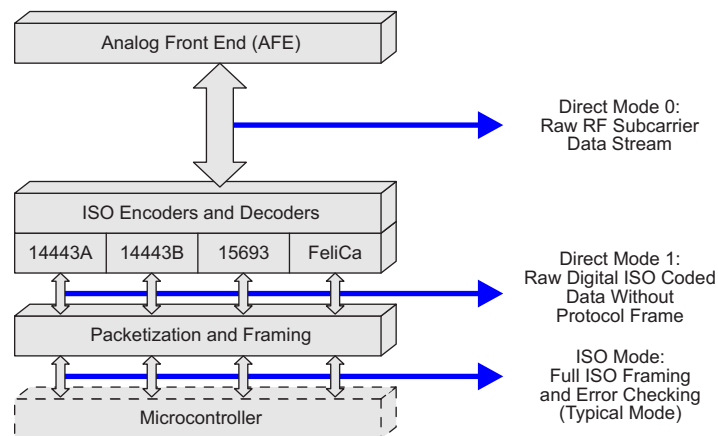 Analog Front End (AFE)
Direct Mode 0:
Raw RF Subcarrier
Data Stream
ISO Encoders and Decoders
14443A 14443B 15693 FeliCa
Direct Mode 1:
Raw Digital ISO Coded
Data Without
Protocol Frame
Packetization and Framing
ISO Mode:
Full ISO Framing
and Error Checking
(Typical Mode)
Microcontroller